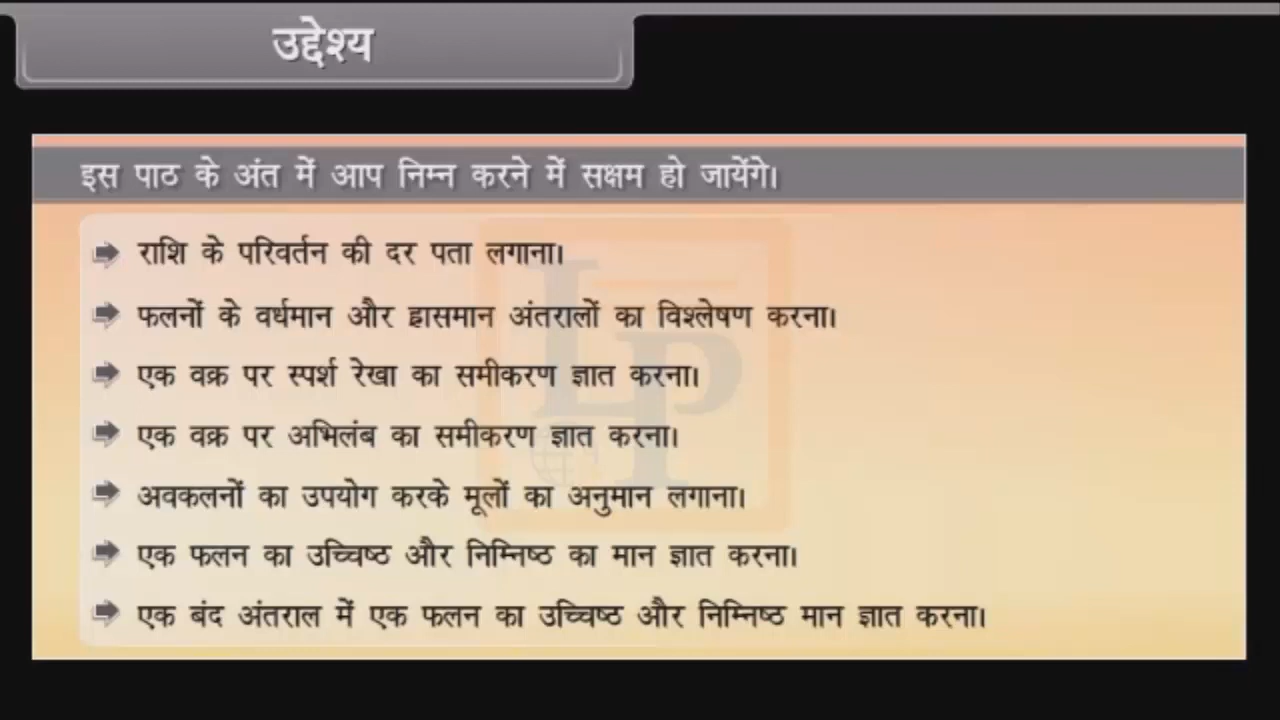 उद्देश्य
इस पाठ के अंत में आप निम्न करने में सक्षम हो जायेंगे।
राशि के परिवर्तन की दर पता लगाना।
फलनों के वर्धमान और ह्रासमान अंतरालों का विश्लेषण करना।
एक वक्र पर स्पर्श रेखा का समीकरण ज्ञात करना।
एक वक्र पर अभिलंब का समीकरण ज्ञात करना।
अवकलनों का उपयोग करके मूलों का अनुमान लगाना।
एक फलन का उच्चिष्ठ और निम्निष्ठ का मान ज्ञात करना।
एक बंद अंतराल में एक फलन का उच्चिष्ठ और निम्निष्ठ मान ज्ञात करना।